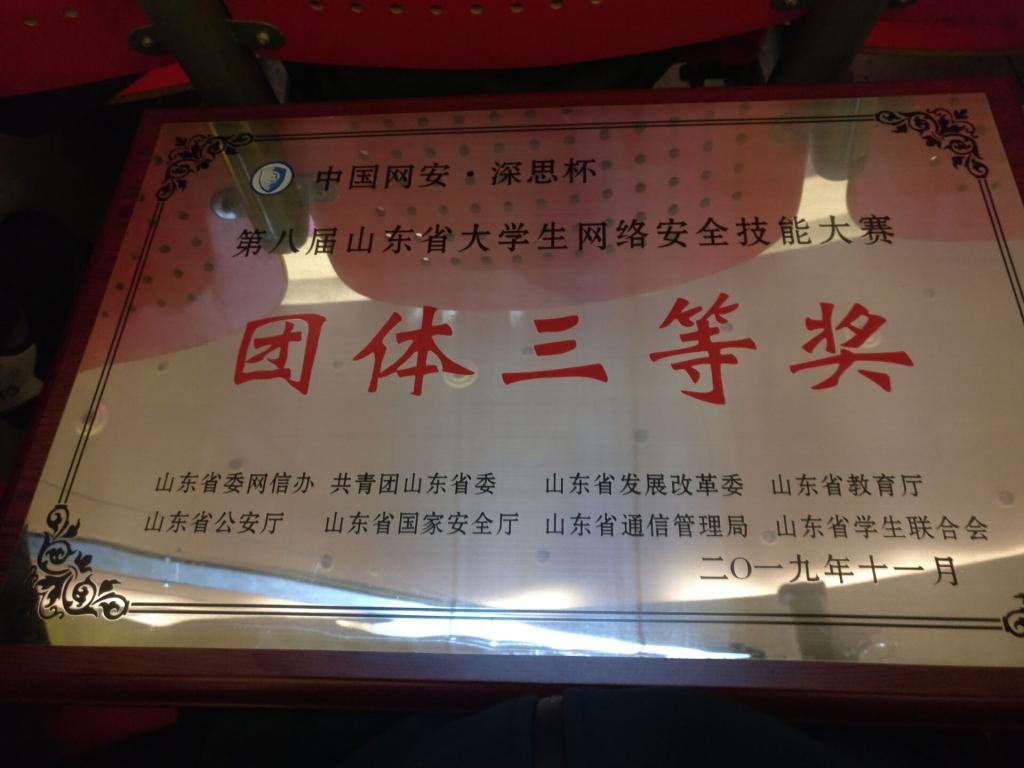 中国网安·深思杯
第八届山东省大学生网络安全技能大赛
团体三等奖
山东省委网信办 共青团山东省委 山东省发展改革委 山东省教育厅
山东省公安厅 山东省国家安全厅 山东省通信管理局 山东省学生联合会
二〇一九年十一月